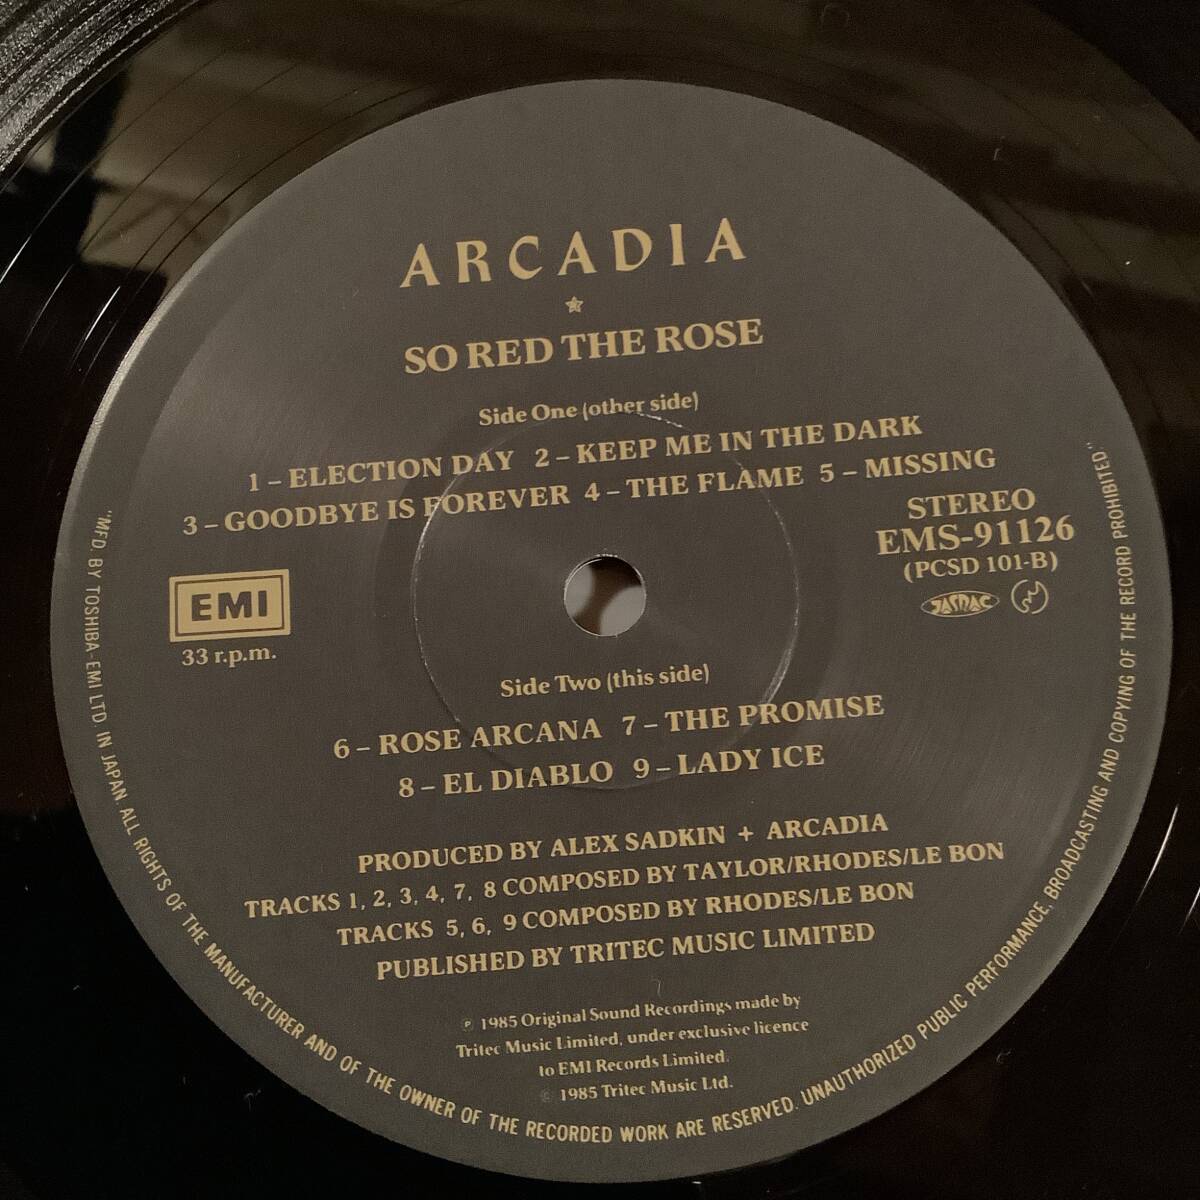 ARCADIA
SO RED THE ROSE
Side One (other side)
1 – ELECTION DAY 2 – KEEP ME IN THE DARK
3 – GOODBYE IS FOREVER 4 – THE FLAME 5 – MISSING
STEREO
EMS-91126
(PCSD 101-B)
JASRAC
EMI
33 r.p.m.
Side Two (this side)
6 – ROSE ARCANA 7 – THE PROMISE
8 – EL DIABLO 9 – LADY ICE
PRODUCED BY ALEX SADKIN + ARCADIA
TRACKS 1, 2, 3, 4, 7, 8 COMPOSED BY TAYLOR/RHODES/LE BON
TRACKS 5, 6, 9 COMPOSED BY RHODES/LE BON
PUBLISHED BY TRITEC MUSIC LIMITED
℗ 1985 Original Sound Recordings made by
Tritec Music Limited, under exclusive licence
to EMI Records Limited.
© 1985 Tritec Music Ltd.
"MFD. BY TOSHIBA-EMI LTD. IN JAPAN. ALL RIGHTS OF THE MANUFACTURER AND OF THE OWNER OF THE RECORDED WORK ARE RESERVED. UNAUTHORIZED PUBLIC PERFORMANCE, BROADCASTING AND COPYING OF THE RECORD PROHIBITED."